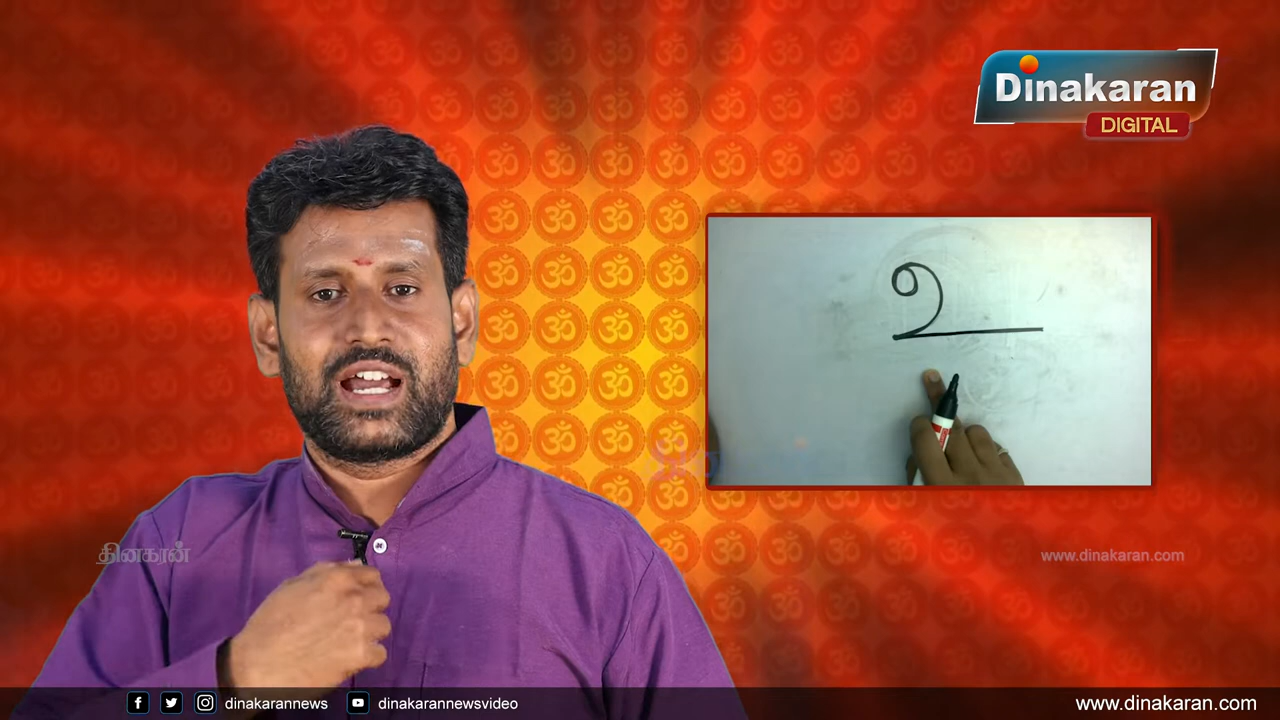 Dinakaran
DIGITAL
உ
தினகரன்
www.dinakaran.com
dinakarannews
dinakarannewsvideo
www.dinakaran.com